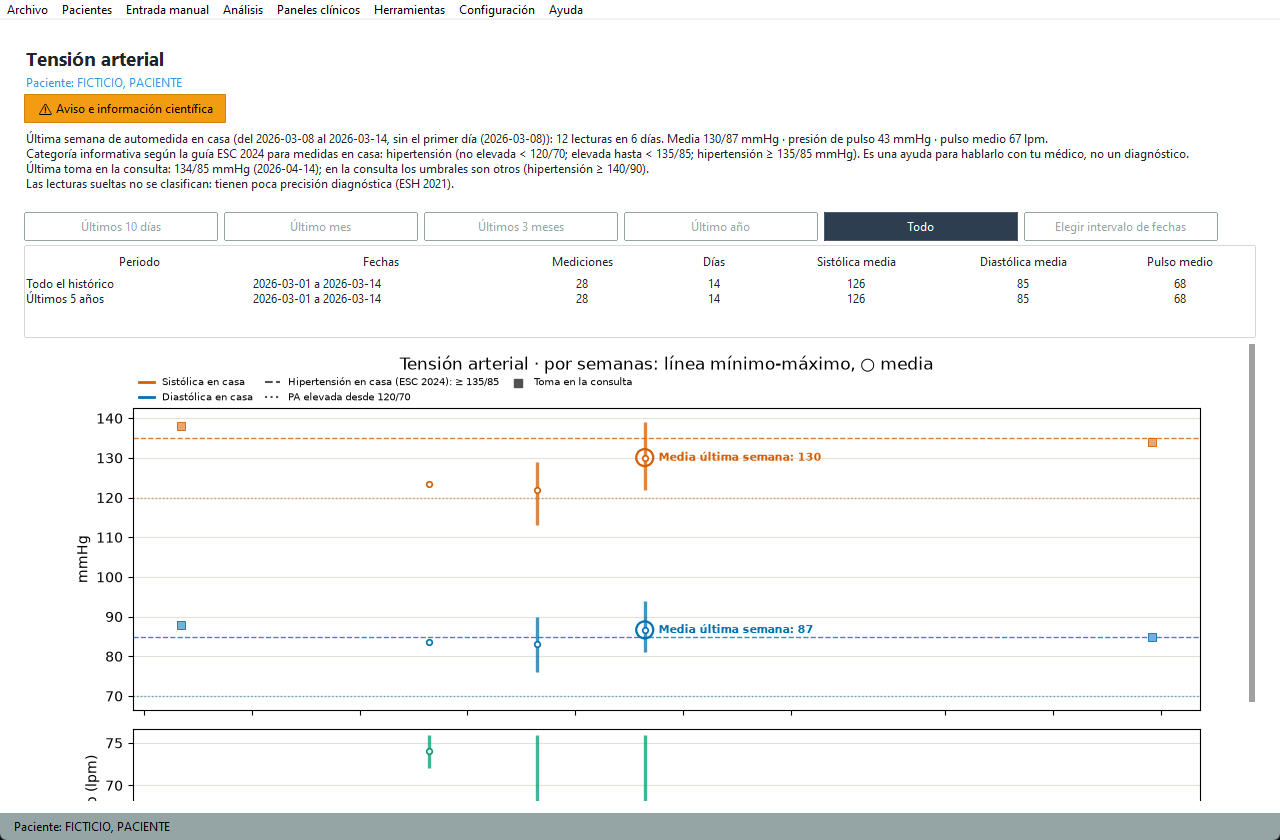 Archivo Pacientes Entrada manual Análisis Paneles clínicos Herramientas Configuración Ayuda
Tensión arterial
Paciente: FICTICIO, PACIENTE
⚠ Aviso e información científica
Última semana de automedida en casa (del 2026-03-08 al 2026-03-14, sin el primer día (2026-03-08)): 12 lecturas en 6 días. Media 130/87 mmHg · presión de pulso 43 mmHg · pulso medio 67 lpm.
Categoría informativa según la guía ESC 2024 para medidas en casa: hipertensión (no elevada < 120/70; elevada hasta < 135/85; hipertensión ≥ 135/85 mmHg). Es una ayuda para hablarlo con tu médico, no un diagnóstico.
Última toma en la consulta: 134/85 mmHg (2026-04-14); en la consulta los umbrales son otros (hipertensión ≥ 140/90).
Las lecturas sueltas no se clasifican: tienen poca precisión diagnóstica (ESH 2021).
Últimos 10 días Último mes Últimos 3 meses Último año Todo Elegir intervalo de fechas
Periodo Fechas Mediciones Días Sistólica media Diastólica media Pulso medio
Todo el histórico 2026-03-01 a 2026-03-14 28 14 126 85 68
Últimos 5 años 2026-03-01 a 2026-03-14 28 14 126 85 68
Tensión arterial · por semanas: línea mínimo-máximo, ○ media
Sistólica en casa Hipertensión en casa (ESC 2024): ≥ 135/85 Toma en la consulta
Diastólica en casa PA elevada desde 120/70
140
130
Media última semana: 130
120
110
mmHg
100
90
Media última semana: 87
80
70
75
70
o (lpm)
Paciente: FICTICIO, PACIENTE